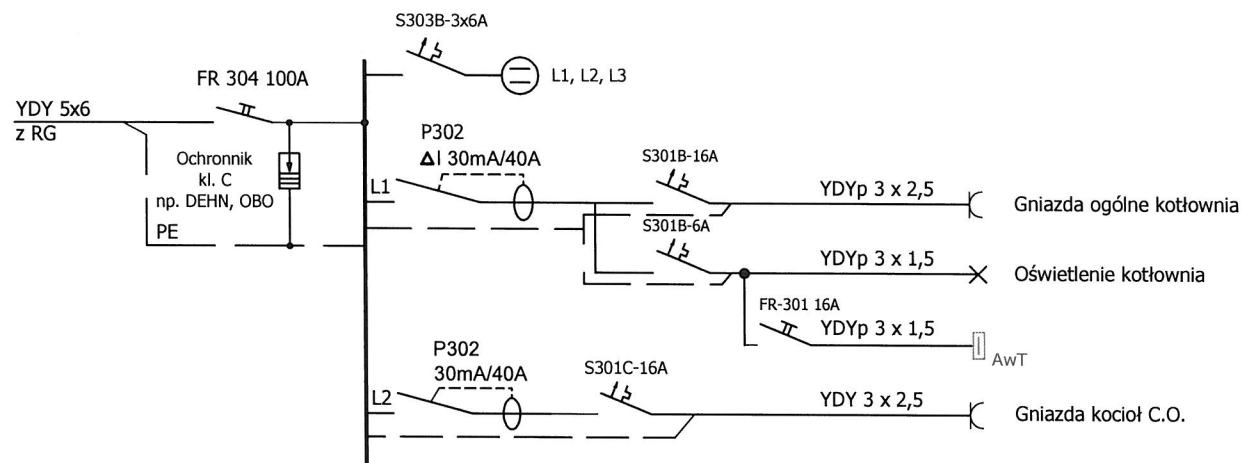 S303B-3x6A
L1, L2, L3
FR 304 100A
YDY 5x6
z RG
Ochronnik
kl. C
np. DEHN, OBO
PE
P302
ΔI 30mA/40A
L1
S301B-16A
YDYp 3 x 2,5
Gniazda ogólne kotłownia
S301B-6A
YDYp 3 x 1,5
Oświetlenie kotłownia
FR-301 16A
YDYp 3 x 1,5
AwT
P302
30mA/40A
L2
S301C-16A
YDY 3 x 2,5
Gniazda kocioł C.O.